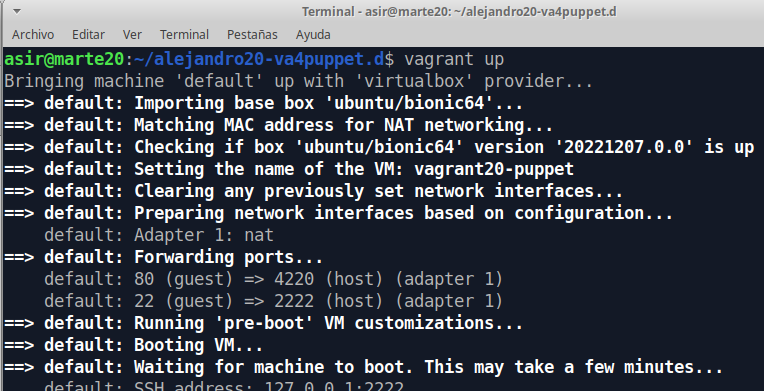 Terminal - asir@marte20: ~/alejandro20-va4puppet.d
Archivo Editar Ver Terminal Pestañas Ayuda
asir@marte20:~/alejandro20-va4puppet.d$ vagrant up
Bringing machine 'default' up with 'virtualbox' provider...
==> default: Importing base box 'ubuntu/bionic64'...
==> default: Matching MAC address for NAT networking...
==> default: Checking if box 'ubuntu/bionic64' version '20221207.0.0' is up
==> default: Setting the name of the VM: vagrant20-puppet
==> default: Clearing any previously set network interfaces...
==> default: Preparing network interfaces based on configuration...
    default: Adapter 1: nat
==> default: Forwarding ports...
    default: 80 (guest) => 4220 (host) (adapter 1)
    default: 22 (guest) => 2222 (host) (adapter 1)
==> default: Running 'pre-boot' VM customizations...
==> default: Booting VM...
==> default: Waiting for machine to boot. This may take a few minutes...
    default: SSH address: 127.0.0.1:2222